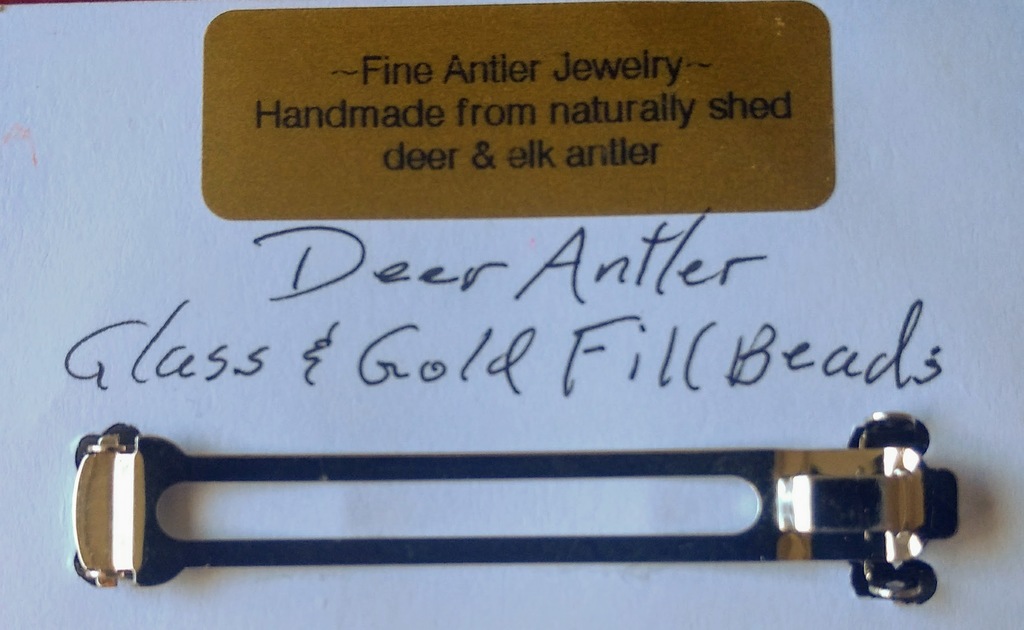 ~Fine Antler Jewelry~
Handmade from naturally shed
deer & elk antler
Deer Antler
Glass & Gold Fill Beads